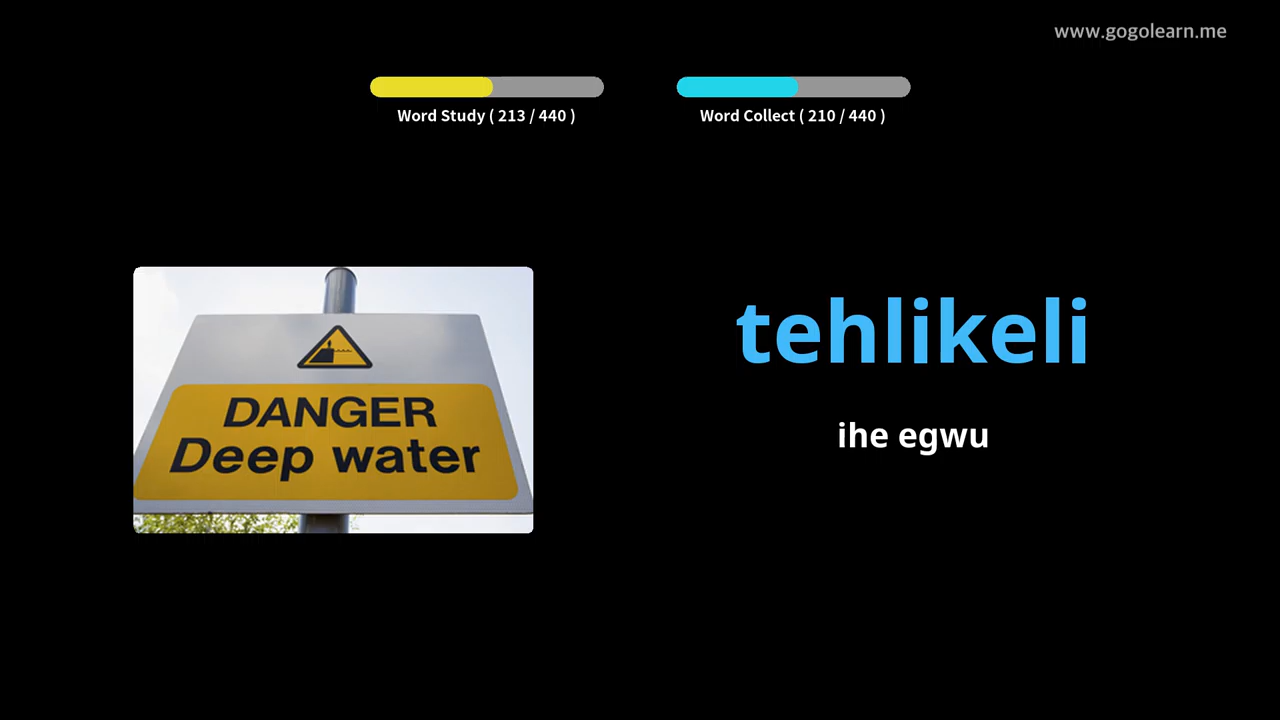 www.gogolearn.me
Word Study ( 213 / 440 )
Word Collect ( 210 / 440 )
DANGER
Deep water
tehlikeli
ihe egwu